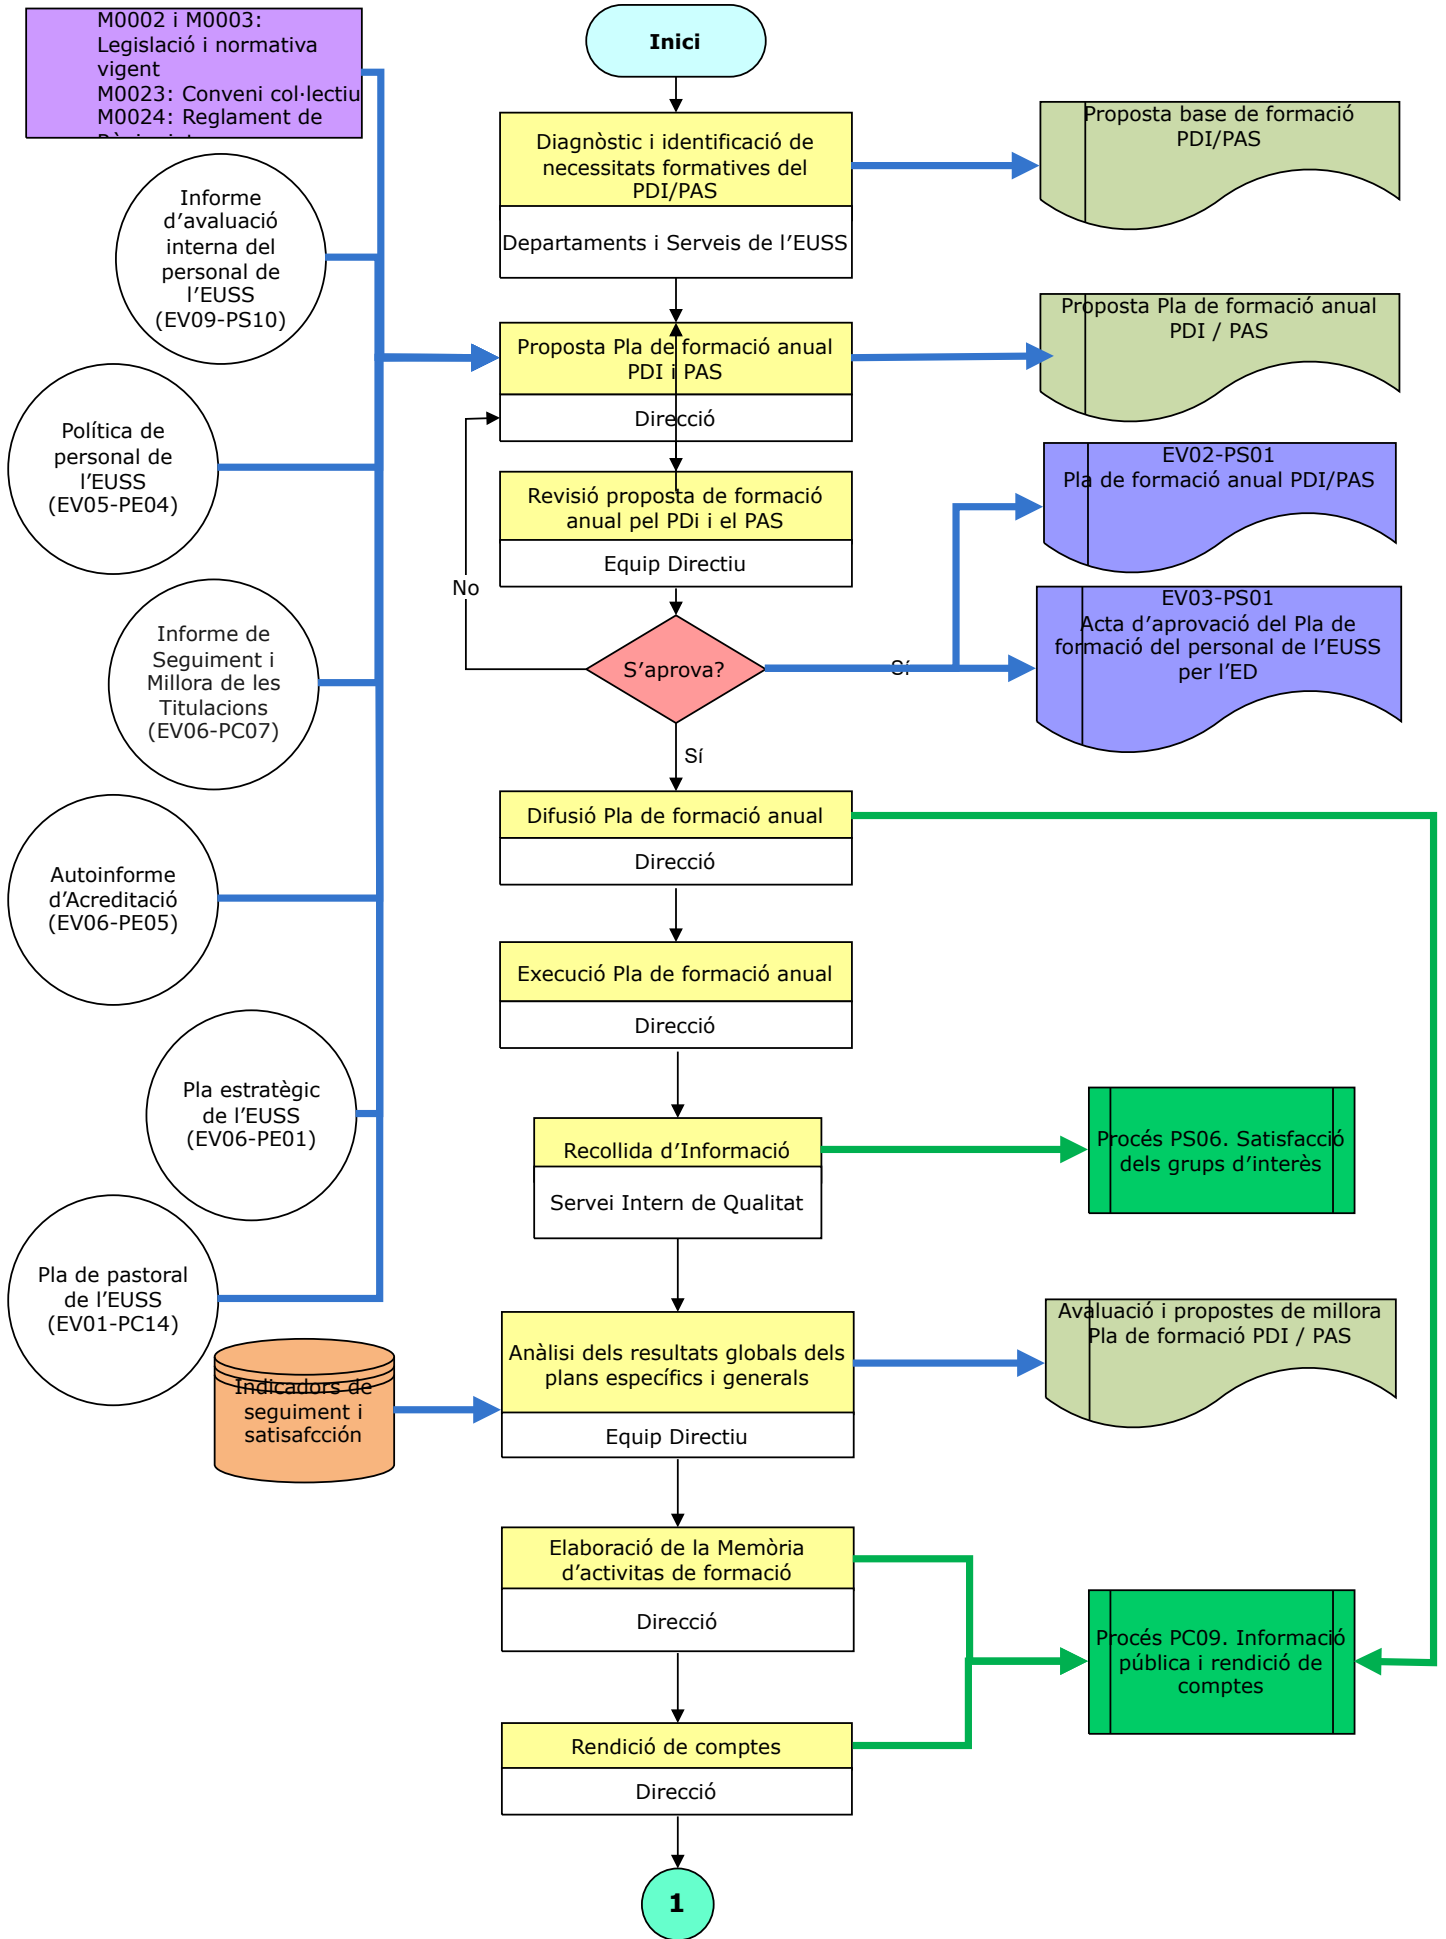 M0002 i M0003:
Legislació i normativa
vigent
M0023: Conveni col·lectiu
M0024: Reglament de
Inici
Diagnòstic i identificació de
necessitats formatives del
PDI/PAS
Departaments i Serveis de l'EUSS
Proposta base de formació
PDI/PAS
Informe
d'avaluació
interna del
personal de
l'EUSS
(EV09-PS10)
Proposta Pla de formació anual
PDI i PAS
Direcció
Proposta Pla de formació anual
PDI / PAS
Política de
personal de
l'EUSS
(EV05-PE04)
Revisió proposta de formació
anual pel PDi i el PAS
Equip Directiu
EV02-PS01
Pla de formació anual PDI/PAS
No
S'aprova?
Sí
EV03-PS01
Acta d'aprovació del Pla de
formació del personal de l'EUSS
per l'ED
Informe de
Seguiment i
Millora de les
Titulacions
(EV06-PC07)
Sí
Difusió Pla de formació anual
Direcció
Autoinforme
d'Acreditació
(EV06-PE05)
Execució Pla de formació anual
Direcció
Pla estratègic
de l'EUSS
(EV06-PE01)
Recollida d'Informació
Servei Intern de Qualitat
Procés PS06. Satisfacció
dels grups d'interès
Pla de pastoral
de l'EUSS
(EV01-PC14)
Anàlisi dels resultats globals dels
plans específics i generals
Equip Directiu
Avaluació i propostes de millora
Pla de formació PDI / PAS
Indicadors de
seguiment i
satisafcción
Elaboració de la Memòria
d'activitas de formació
Direcció
Procés PC09. Informació
pública i rendició de
comptes
Rendició de comptes
Direcció
1